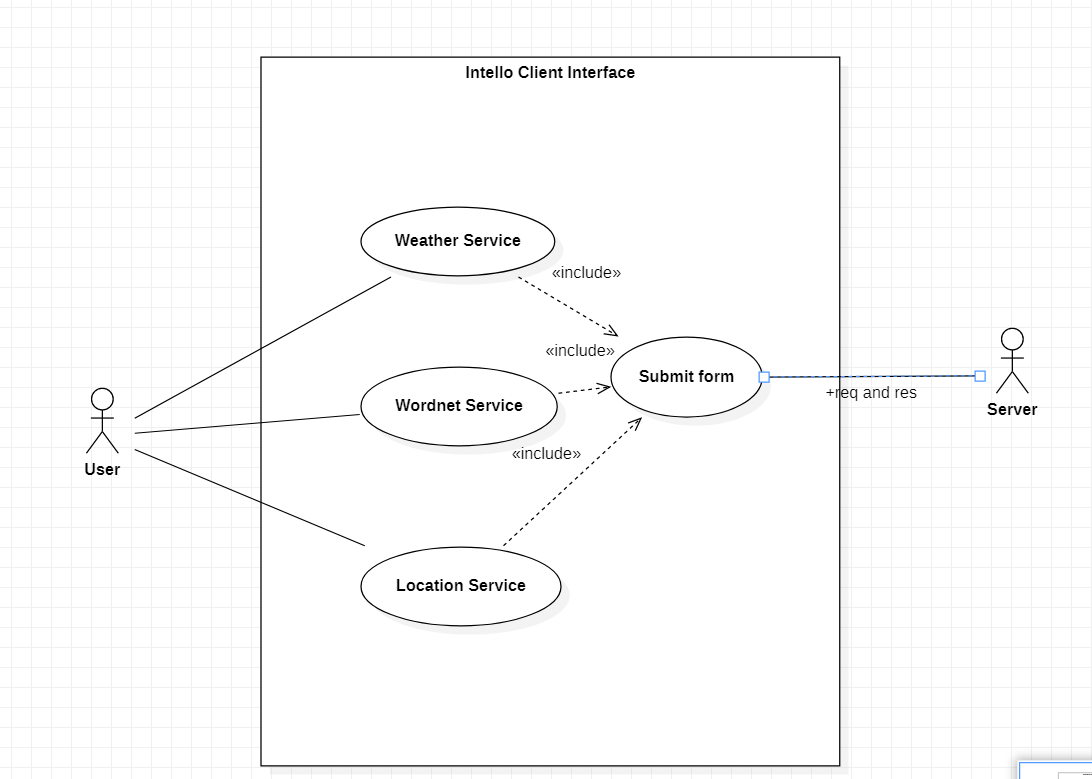 Intello Client Interface
Weather Service
«include»
«include»
Submit form
+req and res
Server
Wordnet Service
«include»
User
Location Service